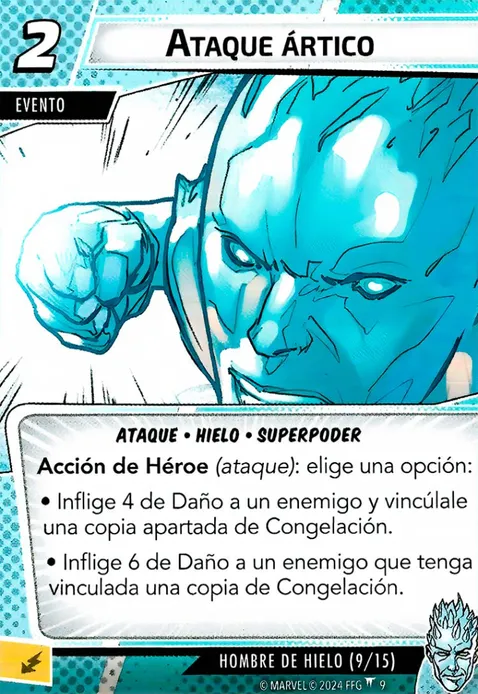 2
ATAQUE ÁRTICO
EVENTO
ATAQUE • HIELO • SUPERPODER
Acción de Héroe (ataque): elige una opción:
• Inflige 4 de Daño a un enemigo y vincúlale
una copia apartada de Congelación.
• Inflige 6 de Daño a un enemigo que tenga
vinculada una copia de Congelación.
HOMBRE DE HIELO (9/15)
© MARVEL © 2024 FFG 9